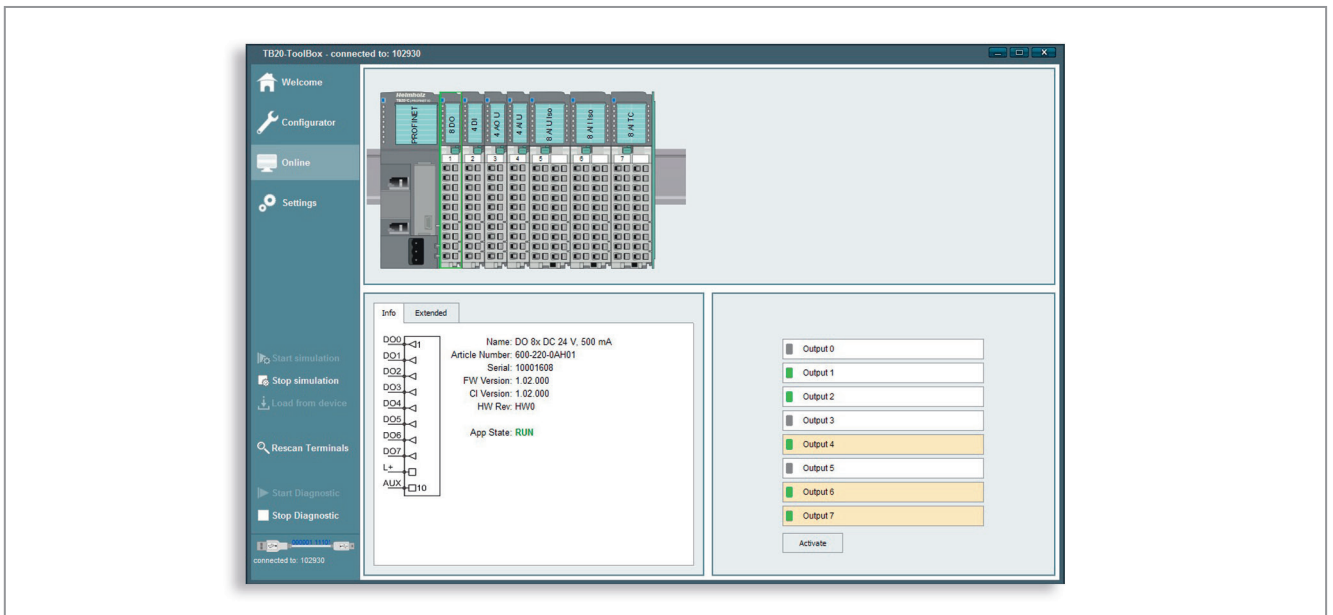 TB20-ToolBox - connected to: 102930
Welcome
Configurator
Online
Settings
Start simulation
Stop simulation
Load from device
Rescan Terminals
Start Diagnostic
Stop Diagnostic
connected to: 102930
Helmholz
PROFINET
8 DO
4 DI
4 AO U
4 AI U
8 AI U Iso
8 AI I Iso
8 AI TC
1
2
3
4
5
6
7
Info
Extended
DO0
1
DO1
DO2
DO3
DO4
DO5
DO6
DO7
L+
AUX
10
Name: DO 8x DC 24 V, 500 mA
Article Number: 600-220-0AH01
Serial: 10001608
FW Version: 1.02.000
CI Version: 1.02.000
HW Rev: HW0
App State: RUN
Output 0
Output 1
Output 2
Output 3
Output 4
Output 5
Output 6
Output 7
Activate